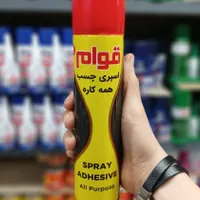 قوام
اسپری چسب
همه کاره
SPRAY
ADHESIVE
All Purpose